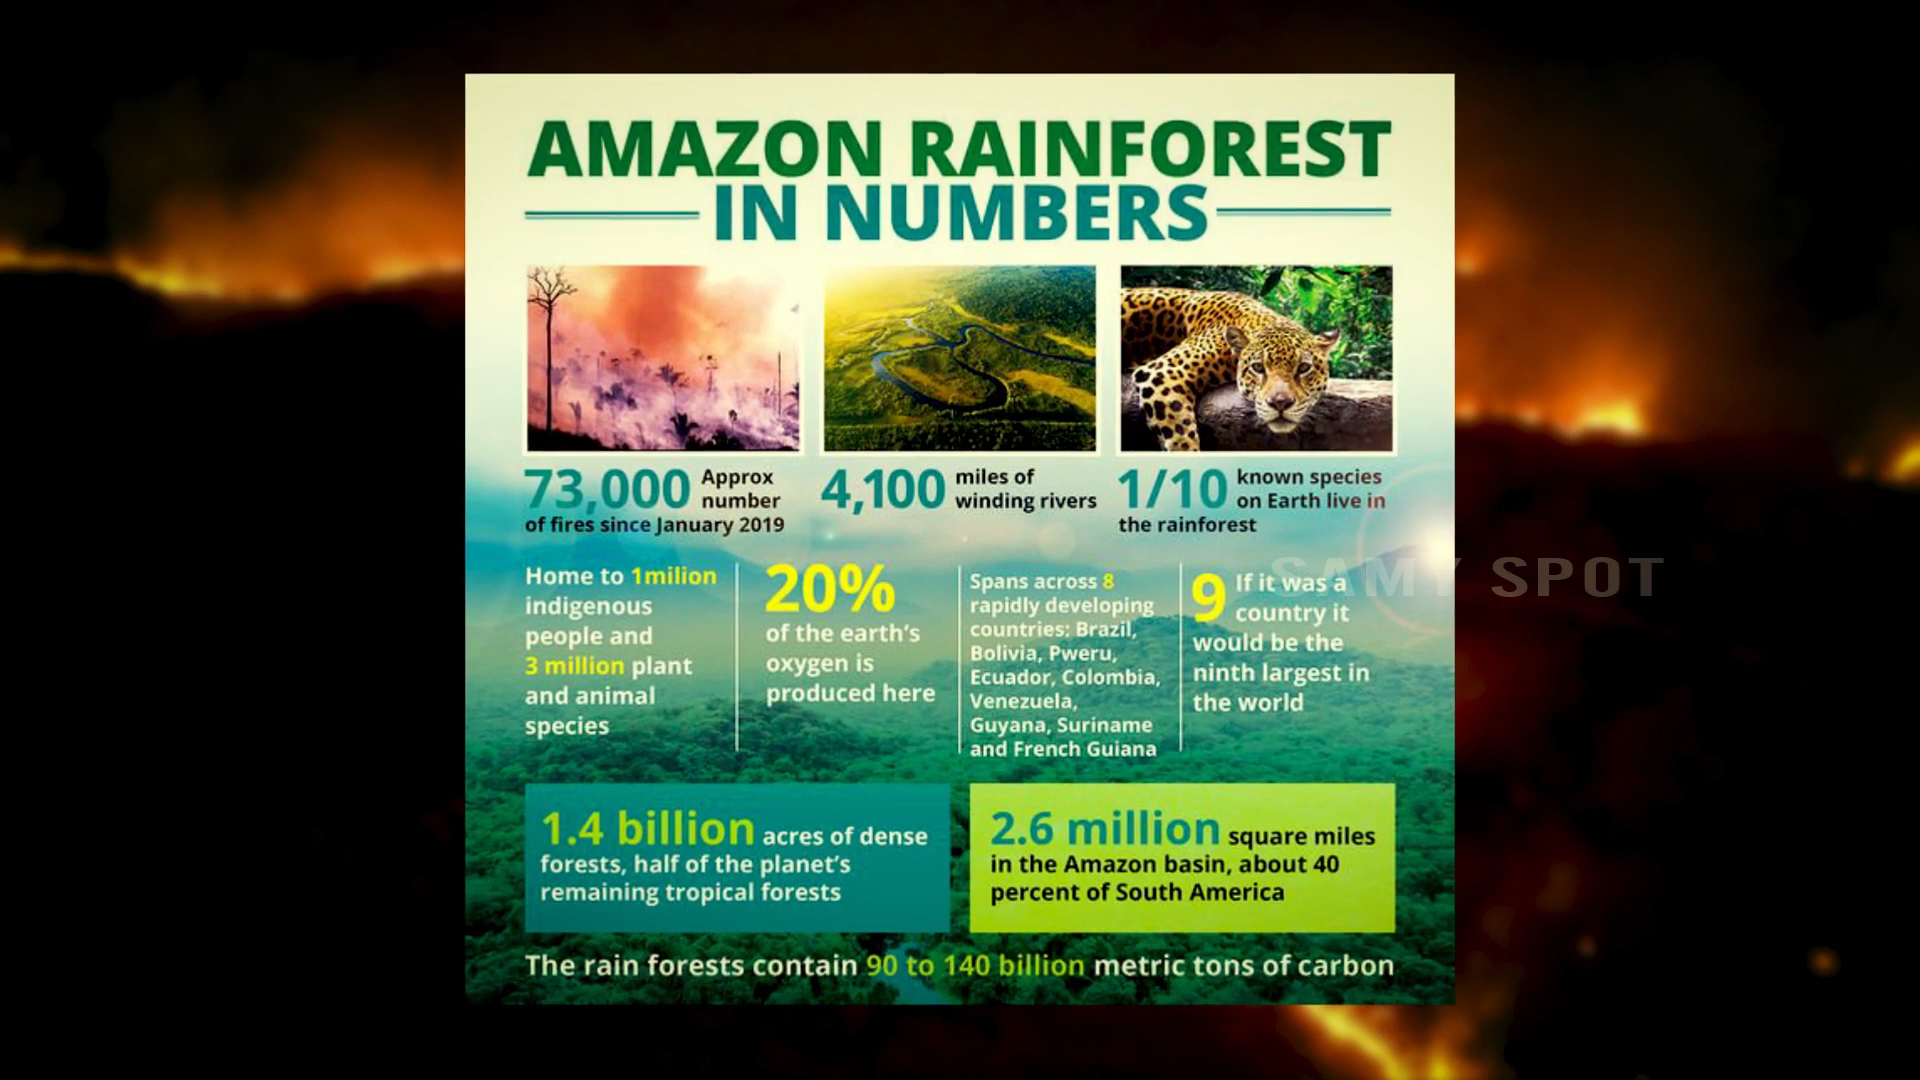 AMAZON RAINFOREST
IN NUMBERS
73,000 Approx
number
of fires since January 2019
4,100 miles of
winding rivers
1/10 known species
on Earth live in
the rainforest
Home to 1milion
indigenous
people and
3 million plant
and animal
species
20%
of the earth's
oxygen is
produced here
Spans across 8
rapidly developing
countries: Brazil,
Bolivia, Pweru,
Ecuador, Colombia,
Venezuela,
Guyana, Suriname
and French Guiana
9 If it was a
country it
would be the
ninth largest in
the world
SAMY SPOT
1.4 billion acres of dense
forests, half of the planet's
remaining tropical forests
2.6 million square miles
in the Amazon basin, about 40
percent of South America
The rain forests contain 90 to 140 billion metric tons of carbon